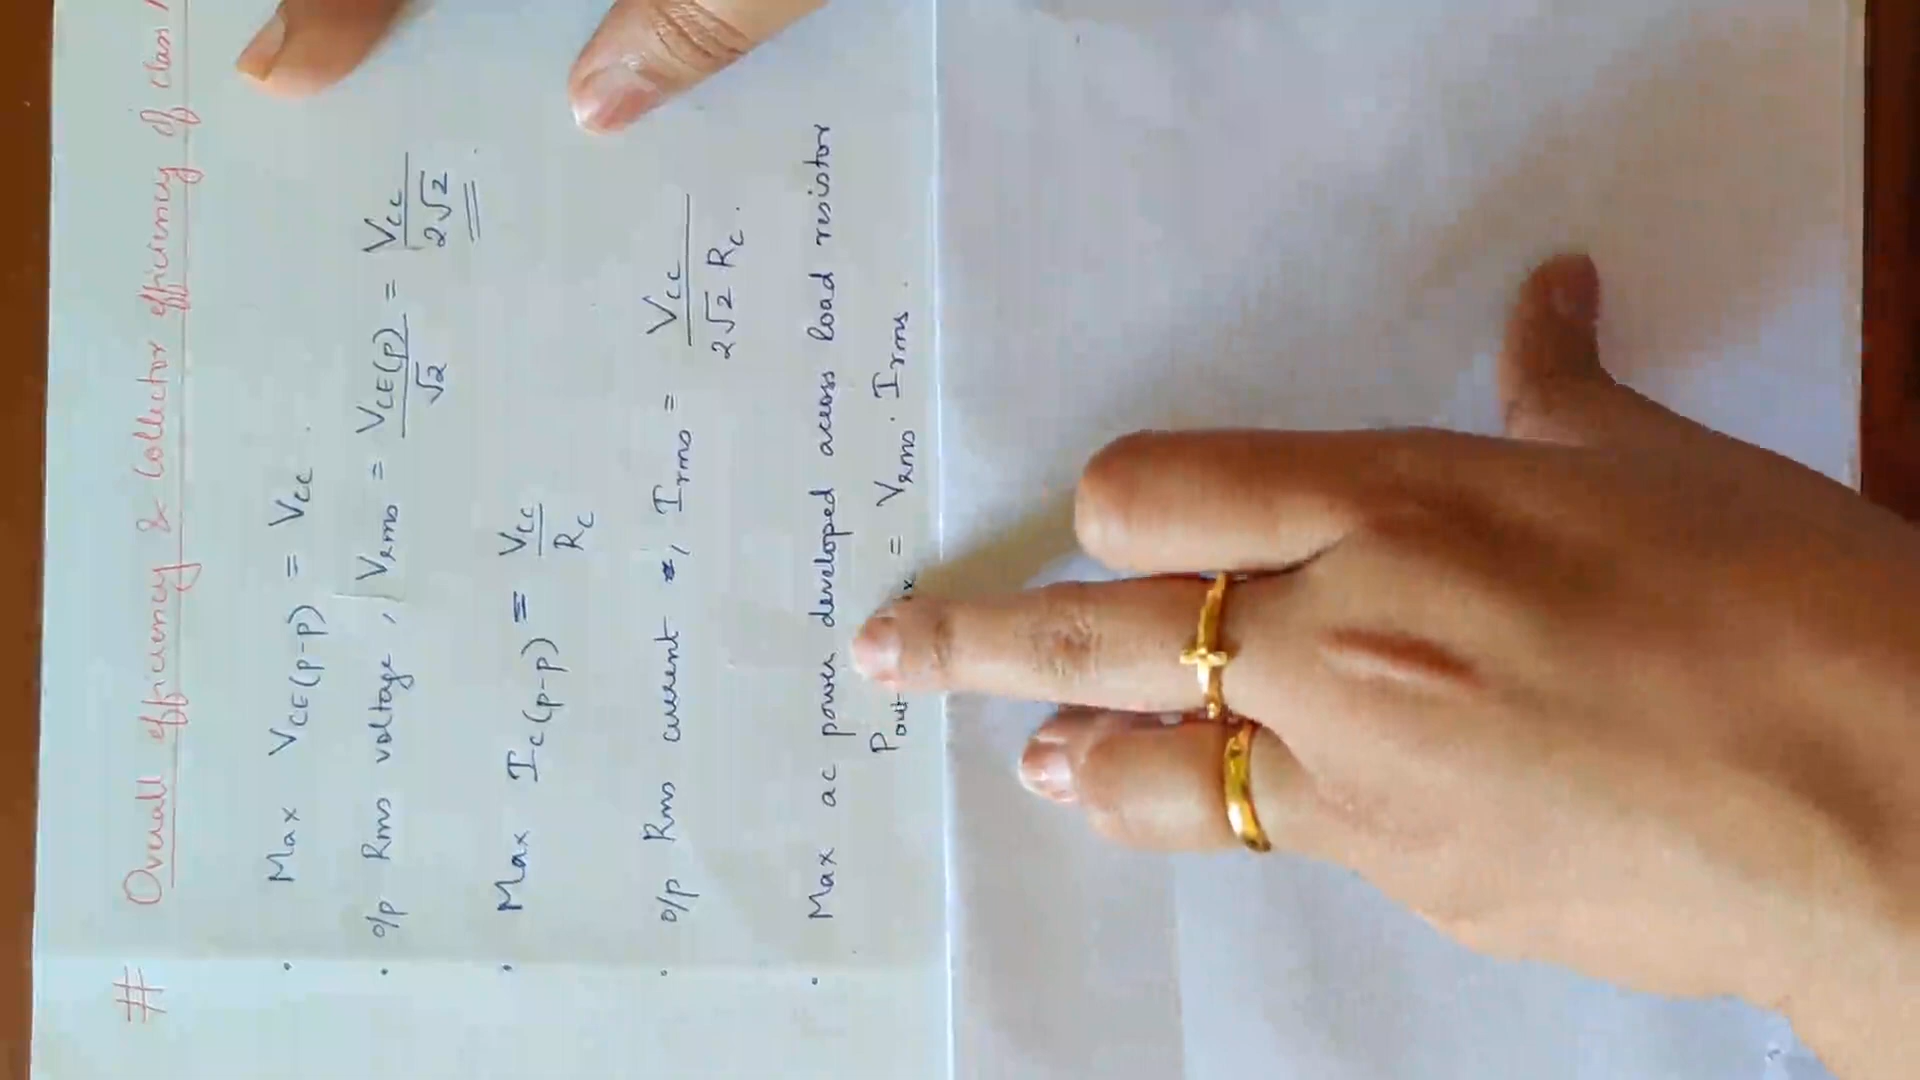 # Overall efficiency & Collector efficiency of class
· Max VCE(p-p) = VCC .
· o/p Rms voltage , Vrms = VCE(p)/√2 = VCC/2√2 .
· Max IC(p-p) = VCC/RC
· o/p Rms current , Irms = VCC/2√2 RC .
· Max ac power developed across load resistor
Pout = Vrms . Irms .